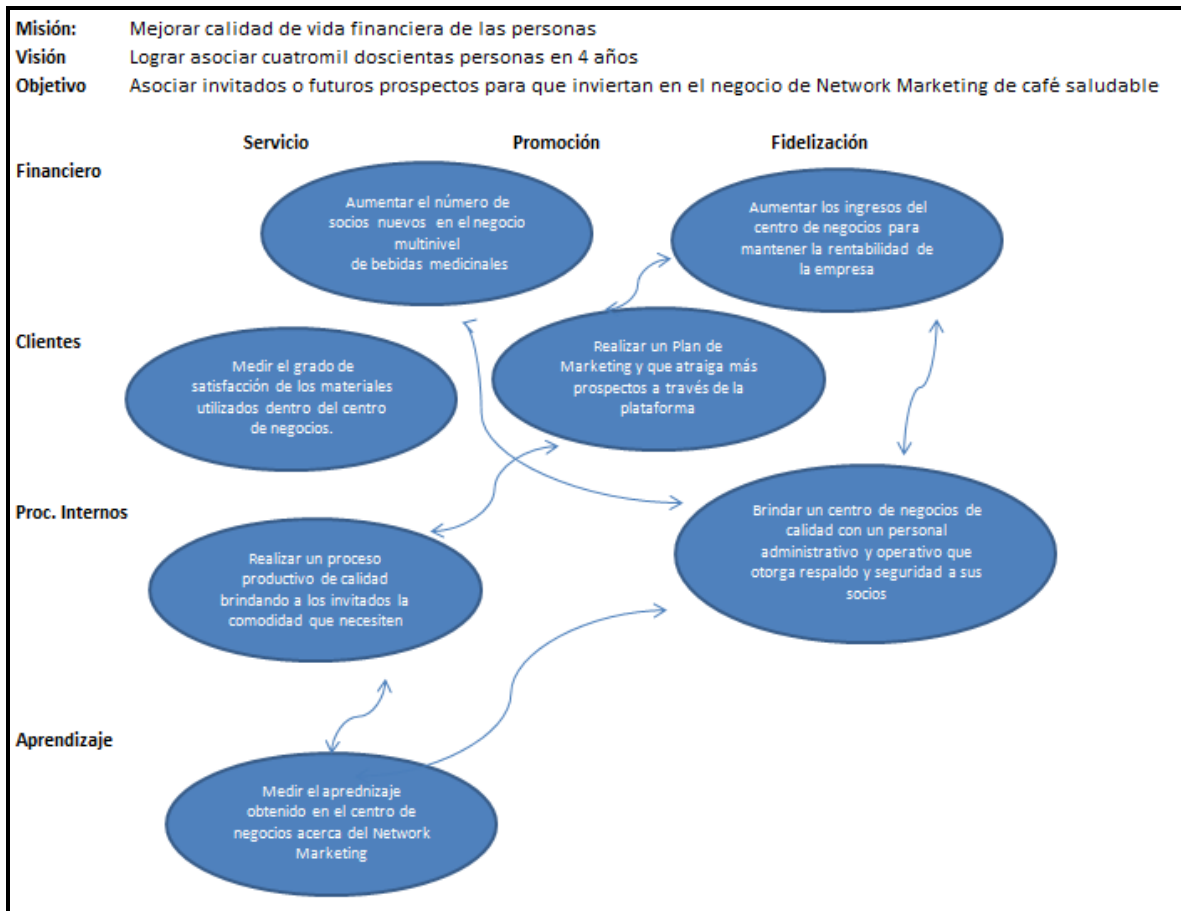 Misión: Mejorar calidad de vida financiera de las personas
Visión Lograr asociar cuatromil doscientas personas en 4 años
Objetivo Asociar invitados o futuros prospectos para que inviertan en el negocio de Network Marketing de café saludable
Servicio Promoción Fidelización
Financiero
Aumentar el número de
socios nuevos en el negocio
multinivel
de bebidas medicinales
Aumentar los ingresos del
centro de negocios para
mantener la rentabilidad de
la empresa
Clientes
Medir el grado de
satisfacción de los materiales
utilizados dentro del centro
de negocios.
Realizar un Plan de
Marketing y que atraiga más
prospectos a través de la
plataforma
Proc. Internos
Realizar un proceso
productivo de calidad
brindando a los invitados la
comodidad que necesiten
Brindar un centro de negocios de
calidad con un personal
administrativo y operativo que
otorga respaldo y seguridad a sus
socios
Aprendizaje
Medir el aprednizaje
obtenido en el centro de
negocios acerca del Network
Marketing